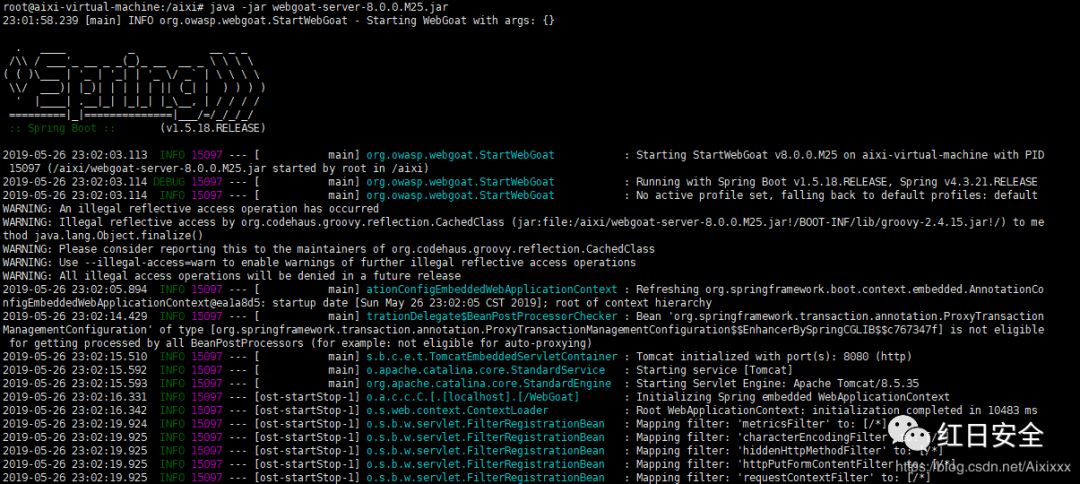 root@aixi-virtual-machine:/aixi# java -jar webgoat-server-8.0.0.M25.jar
23:01:58.239 [main] INFO org.owasp.webgoat.StartWebGoat - Starting WebGoat with args: {}
  .   ____          _            __ _ _
 /\\ / ___'_ __ _ _(_)_ __  __ _ \ \ \ \
( ( )\___ | '_ | '_| | '_ \/ _` | \ \ \ \
 \\/  ___)| |_)| | | | | || (_| |  ) ) ) )
  '  |____| .__|_| |_|_| |_\__, | / / / /
 =========|_|==============|___/=/_/_/_/
 :: Spring Boot ::       (v1.5.18.RELEASE)
2019-05-26 23:02:03.113  INFO 15097 --- [           main] org.owasp.webgoat.StartWebGoat           : Starting StartWebGoat v8.0.0.M25 on aixi-virtual-machine with PID
 15097 (/aixi/webgoat-server-8.0.0.M25.jar started by root in /aixi)
2019-05-26 23:02:03.114 DEBUG 15097 --- [           main] org.owasp.webgoat.StartWebGoat           : Running with Spring Boot v1.5.18.RELEASE, Spring v4.3.21.RELEASE
2019-05-26 23:02:03.114  INFO 15097 --- [           main] org.owasp.webgoat.StartWebGoat           : No active profile set, falling back to default profiles: default
WARNING: An illegal reflective access operation has occurred
WARNING: Illegal reflective access by org.codehaus.groovy.reflection.CachedClass (jar:file:/aixi/webgoat-server-8.0.0.M25.jar!/BOOT-INF/lib/groovy-2.4.15.jar!/) to me
thod java.lang.Object.finalize()
WARNING: Please consider reporting this to the maintainers of org.codehaus.groovy.reflection.CachedClass
WARNING: Use --illegal-access=warn to enable warnings of further illegal reflective access operations
WARNING: All illegal access operations will be denied in a future release
2019-05-26 23:02:05.894  INFO 15097 --- [           main] ationConfigEmbeddedWebApplicationContext : Refreshing org.springframework.boot.context.embedded.AnnotationCo
nfigEmbeddedWebApplicationContext@ea1a8d5: startup date [Sun May 26 23:02:05 CST 2019]; root of context hierarchy
2019-05-26 23:02:14.429  INFO 15097 --- [           main] trationDelegate$BeanPostProcessorChecker : Bean 'org.springframework.transaction.annotation.ProxyTransaction
ManagementConfiguration' of type [org.springframework.transaction.annotation.ProxyTransactionManagementConfiguration$$EnhancerBySpringCGLIB$$c767347f] is not eligible
 for getting processed by all BeanPostProcessors (for example: not eligible for auto-proxying)
2019-05-26 23:02:15.510  INFO 15097 --- [           main] s.b.c.e.t.TomcatEmbeddedServletContainer : Tomcat initialized with port(s): 8080 (http)
2019-05-26 23:02:15.592  INFO 15097 --- [           main] o.apache.catalina.core.StandardService   : Starting service [Tomcat]
2019-05-26 23:02:15.593  INFO 15097 --- [           main] org.apache.catalina.core.StandardEngine  : Starting Servlet Engine: Apache Tomcat/8.5.35
2019-05-26 23:02:16.331  INFO 15097 --- [ost-startStop-1] o.a.c.c.C.[.[localhost].[/WebGoat]       : Initializing Spring embedded WebApplicationContext
2019-05-26 23:02:16.342  INFO 15097 --- [ost-startStop-1] o.s.web.context.ContextLoader            : Root WebApplicationContext: initialization completed in 10483 ms
2019-05-26 23:02:19.924  INFO 15097 --- [ost-startStop-1] o.s.b.w.servlet.FilterRegistrationBean   : Mapping filter: 'metricsFilter' to: [/*]
2019-05-26 23:02:19.925  INFO 15097 --- [ost-startStop-1] o.s.b.w.servlet.FilterRegistrationBean   : Mapping filter: 'characterEncodingFilter' to: [/*]
2019-05-26 23:02:19.925  INFO 15097 --- [ost-startStop-1] o.s.b.w.servlet.FilterRegistrationBean   : Mapping filter: 'hiddenHttpMethodFilter' to: [/*]
2019-05-26 23:02:19.925  INFO 15097 --- [ost-startStop-1] o.s.b.w.servlet.FilterRegistrationBean   : Mapping filter: 'httpPutFormContentFilter' to: [/*]
2019-05-26 23:02:19.925  INFO 15097 --- [ost-startStop-1] o.s.b.w.servlet.FilterRegistrationBean   : Mapping filter: 'requestContextFilter' to: [/*]
红日安全
https://blog.csdn.net/Aixixxx